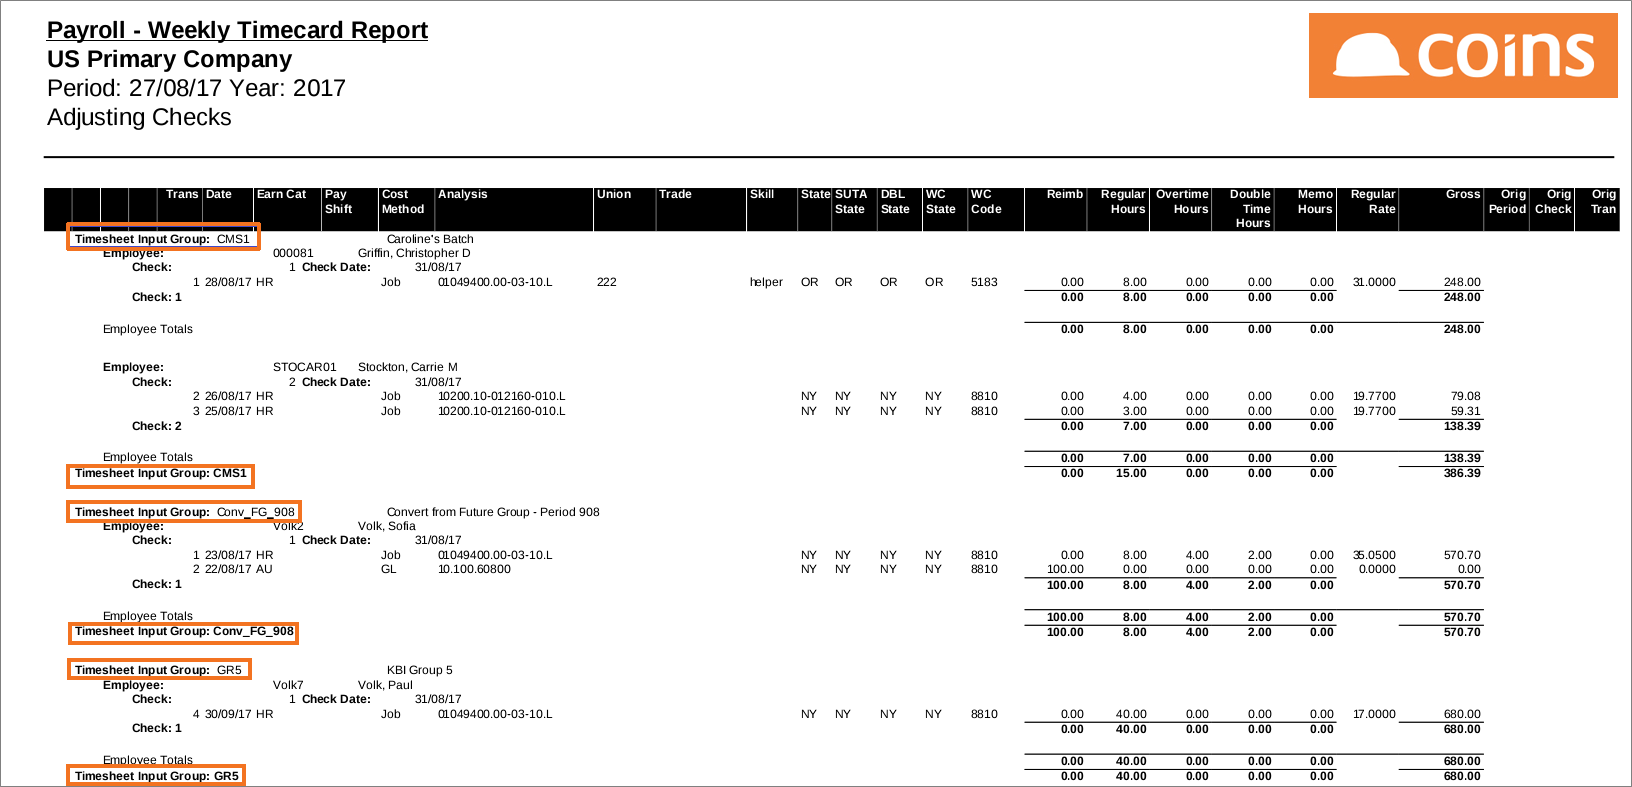 Payroll - Weekly Timecard Report
US Primary Company
Period: 27/08/17 Year: 2017
Adjusting Checks
coins
Trans Date Earn Cat Pay Shift Cost Method Analysis Union Trade Skill State SUTA State DBL State WC State WC Code Reimb Regular Hours Overtime Hours Double Time Hours Memo Hours Regular Rate Gross Orig Period Orig Check Orig Tran
Timesheet Input Group: CMS1 Caroline's Batch
Employee: 000081 Griffin, Christopher D
Check: 1 Check Date: 31/08/17
1 28/08/17 HR Job 01049400.00-03-10.L 222 helper OR OR OR OR 5183 0.00 8.00 0.00 0.00 0.00 31.0000 248.00
Check: 1 0.00 8.00 0.00 0.00 0.00 248.00
Employee Totals 0.00 8.00 0.00 0.00 0.00 248.00
Employee: STOCAR01 Stockton, Carrie M
Check: 2 Check Date: 31/08/17
2 26/08/17 HR Job 10200.10-012160-010.L NY NY NY NY 8810 0.00 4.00 0.00 0.00 0.00 19.7700 79.08
3 25/08/17 HR Job 10200.10-012160-010.L NY NY NY NY 8810 0.00 3.00 0.00 0.00 0.00 19.7700 59.31
Check: 2 0.00 7.00 0.00 0.00 0.00 138.39
Employee Totals 0.00 7.00 0.00 0.00 0.00 138.39
Timesheet Input Group: CMS1 0.00 15.00 0.00 0.00 0.00 386.39
Timesheet Input Group: Conv_FG_908 Convert from Future Group - Period 908
Employee: Volk2 Volk, Sofia
Check: 1 Check Date: 31/08/17
1 23/08/17 HR Job 01049400.00-03-10.L NY NY NY NY 8810 0.00 8.00 4.00 2.00 0.00 35.0500 570.70
2 22/08/17 AU GL 10.100.60800 NY NY NY NY 8810 100.00 0.00 0.00 0.00 0.00 0.0000 0.00
Check: 1 100.00 8.00 4.00 2.00 0.00 570.70
Employee Totals 100.00 8.00 4.00 2.00 0.00 570.70
Timesheet Input Group: Conv_FG_908 100.00 8.00 4.00 2.00 0.00 570.70
Timesheet Input Group: GR5 KBI Group 5
Employee: Volk7 Volk, Paul
Check: 1 Check Date: 31/08/17
4 30/09/17 HR Job 01049400.00-03-10.L NY NY NY NY 8810 0.00 40.00 0.00 0.00 0.00 17.0000 680.00
Check: 1 0.00 40.00 0.00 0.00 0.00 680.00
Employee Totals 0.00 40.00 0.00 0.00 0.00 680.00
Timesheet Input Group: GR5 0.00 40.00 0.00 0.00 0.00 680.00